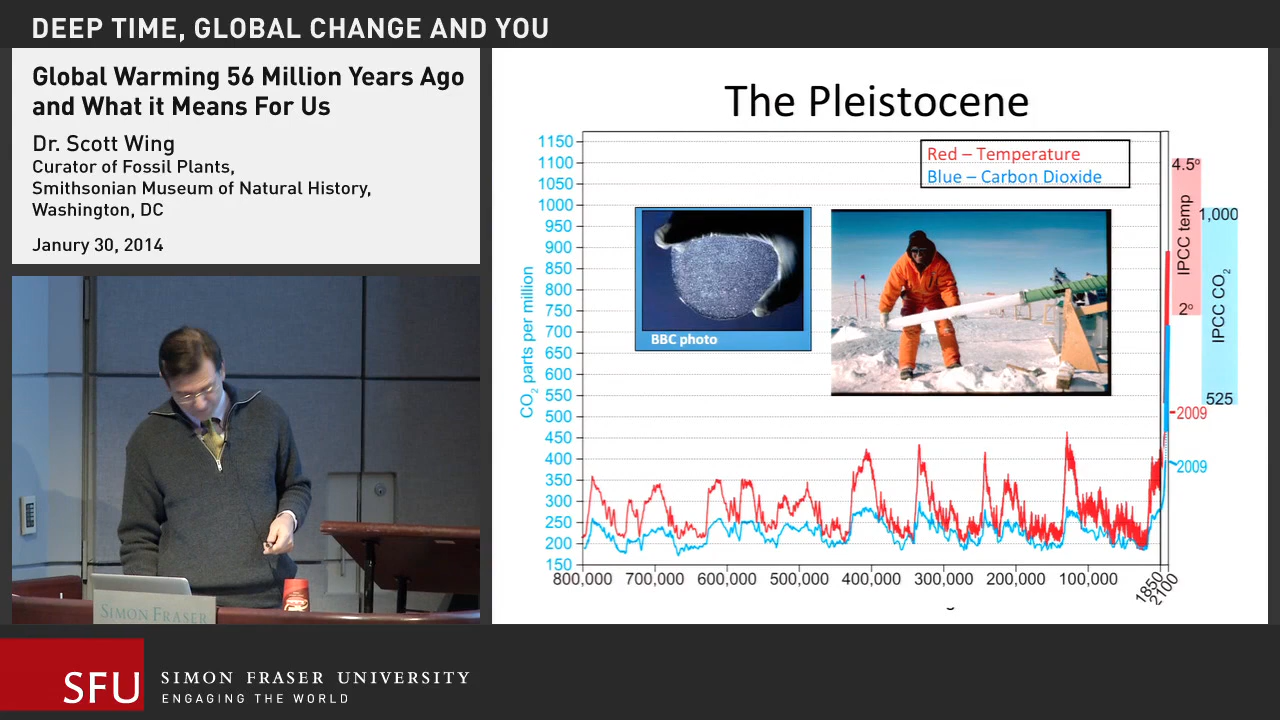 DEEP TIME, GLOBAL CHANGE AND YOU
Global Warming 56 Million Years Ago
and What it Means For Us
Dr. Scott Wing
Curator of Fossil Plants,
Smithsonian Museum of Natural History,
Washington, DC
Janury 30, 2014
The Pleistocene
Red – Temperature
Blue – Carbon Dioxide
BBC photo
CO2 parts per million
1150
1100
1050
1000
950
900
850
800
750
700
650
600
550
500
450
400
350
300
250
200
150
800,000
700,000
600,000
500,000
400,000
300,000
200,000
100,000
1850
2100
4.5º
IPCC temp
2º
1,000
IPCC CO2
525
2009
2009
SIMON FRASER
SFU
SIMON FRASER UNIVERSITY
ENGAGING THE WORLD